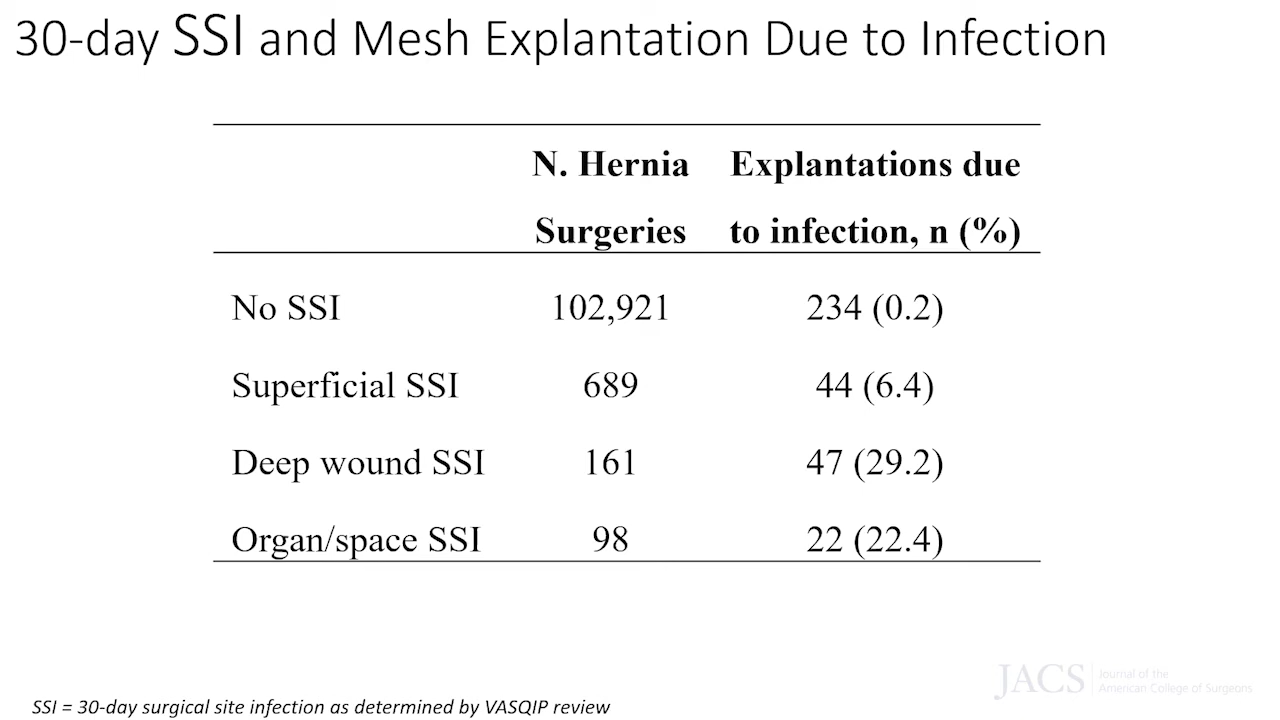 30-day SSI and Mesh Explantation Due to Infection
N. Hernia Surgeries
Explantations due to infection, n (%)
No SSI 102,921 234 (0.2)
Superficial SSI 689 44 (6.4)
Deep wound SSI 161 47 (29.2)
Organ/space SSI 98 22 (22.4)
JACS Journal of the
American College of Surgeons
SSI = 30-day surgical site infection as determined by VASQIP review